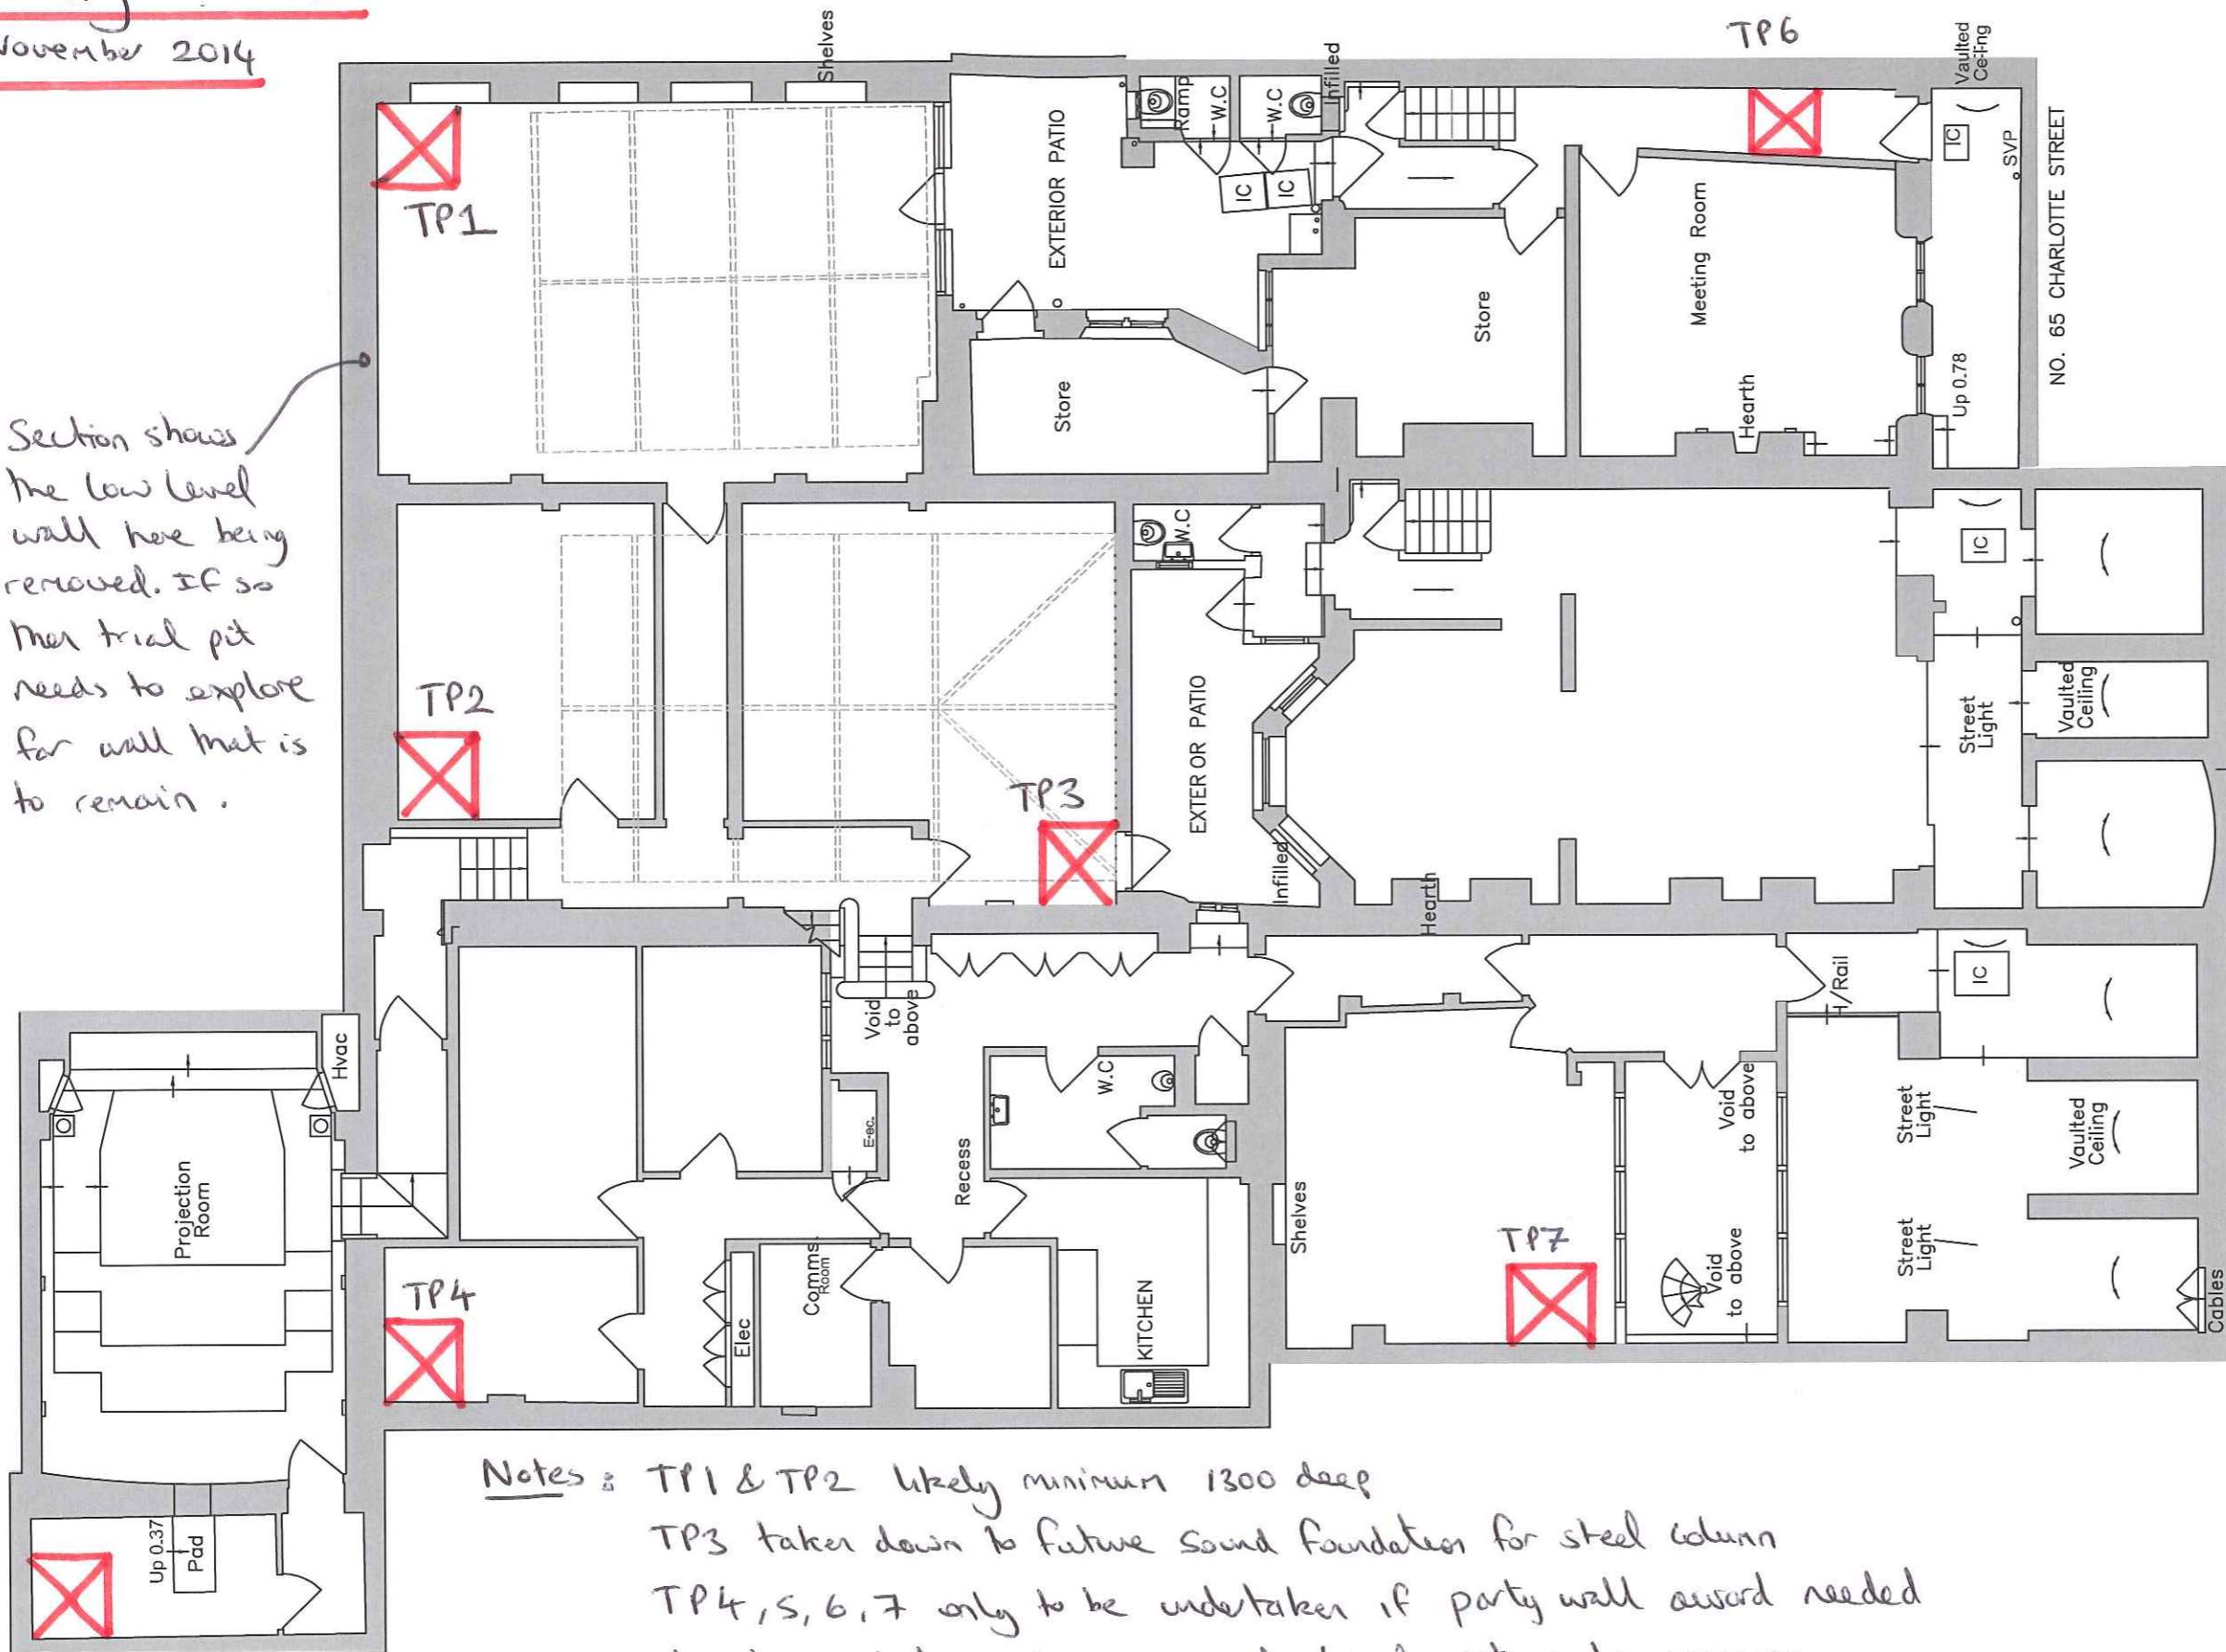 November 2014
Section shows
the low level
wall here being
removed. If so
then trial pit
needs to explore
for wall that is
to remain.
TP1
TP2
TP3
TP4
TP6
TP7
Shelves
EXTERIOR PATIO
Ramp
W.C
W.C
Infilled
IC
IC
Store
Store
Meeting Room
Hearth
Vaulted
Ceiling
IC
SVP
Up 0.78
NO. 65 CHARLOTTE STREET
W.C
EXTERIOR PATIO
Infilled
Hearth
IC
Street
Light
Vaulted
Ceiling
Hvac
Projection
Room
Void
to
above
Elec.
Recess
W.C
Comms.
Room
Elec
KITCHEN
Shelves
H/Rail
IC
Void
to above
Void
to above
Street
Light
Street
Light
Vaulted
Ceiling
Cables
Up 0.37
Pad
Notes: TP1 & TP2 likely minimum 1300 deep
TP3 taken down to future sound foundation for steel column
TP4, 5, 6, 7 only to be undertaken if party wall award needed